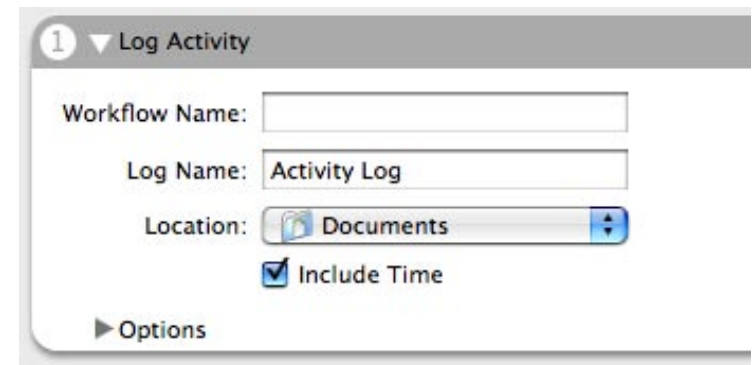 1 Log Activity
Workflow Name:
Log Name: Activity Log
Location: Documents
Include Time
Options